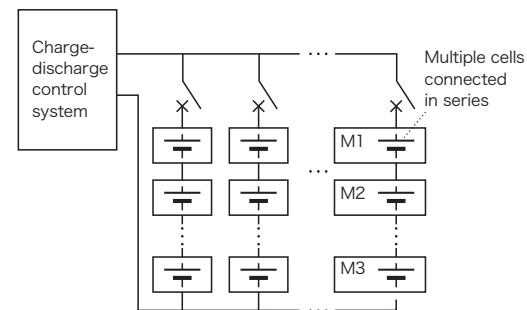 Charge-
discharge
control
system
Multiple cells
connected
in series
M1
M2
M3